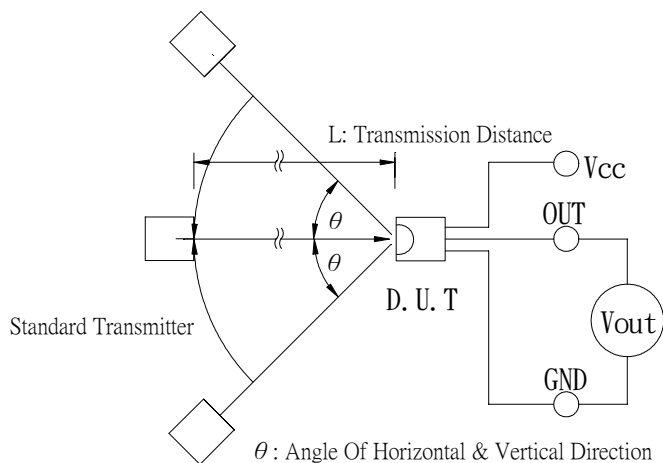 L: Transmission Distance
Vcc
OUT
θ
θ
D. U. T
Standard Transmitter
Vout
GND
θ : Angle Of Horizontal & Vertical Direction